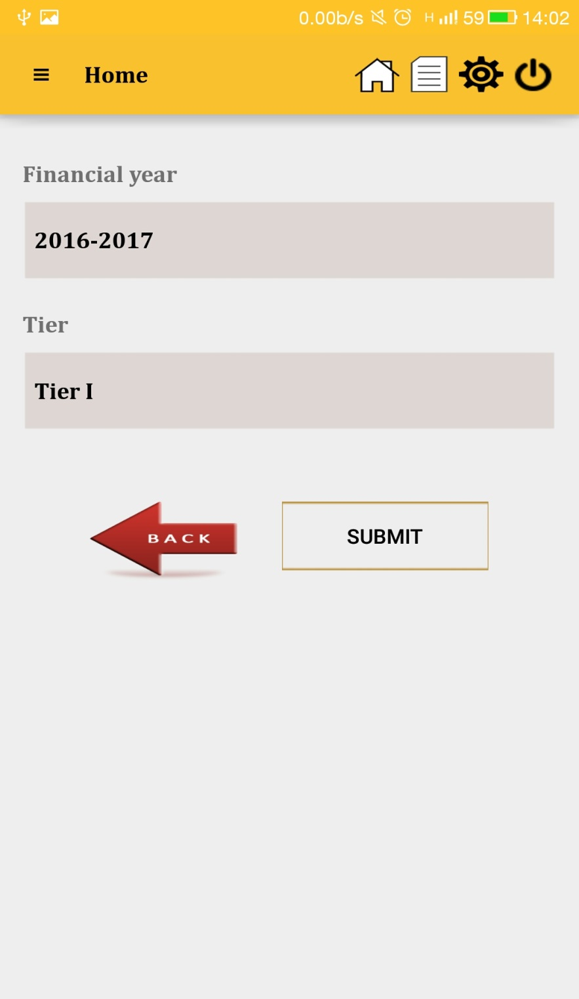 0.00b/s H 59 14:02
Home
Financial year
2016-2017
Tier
Tier I
BACK
SUBMIT